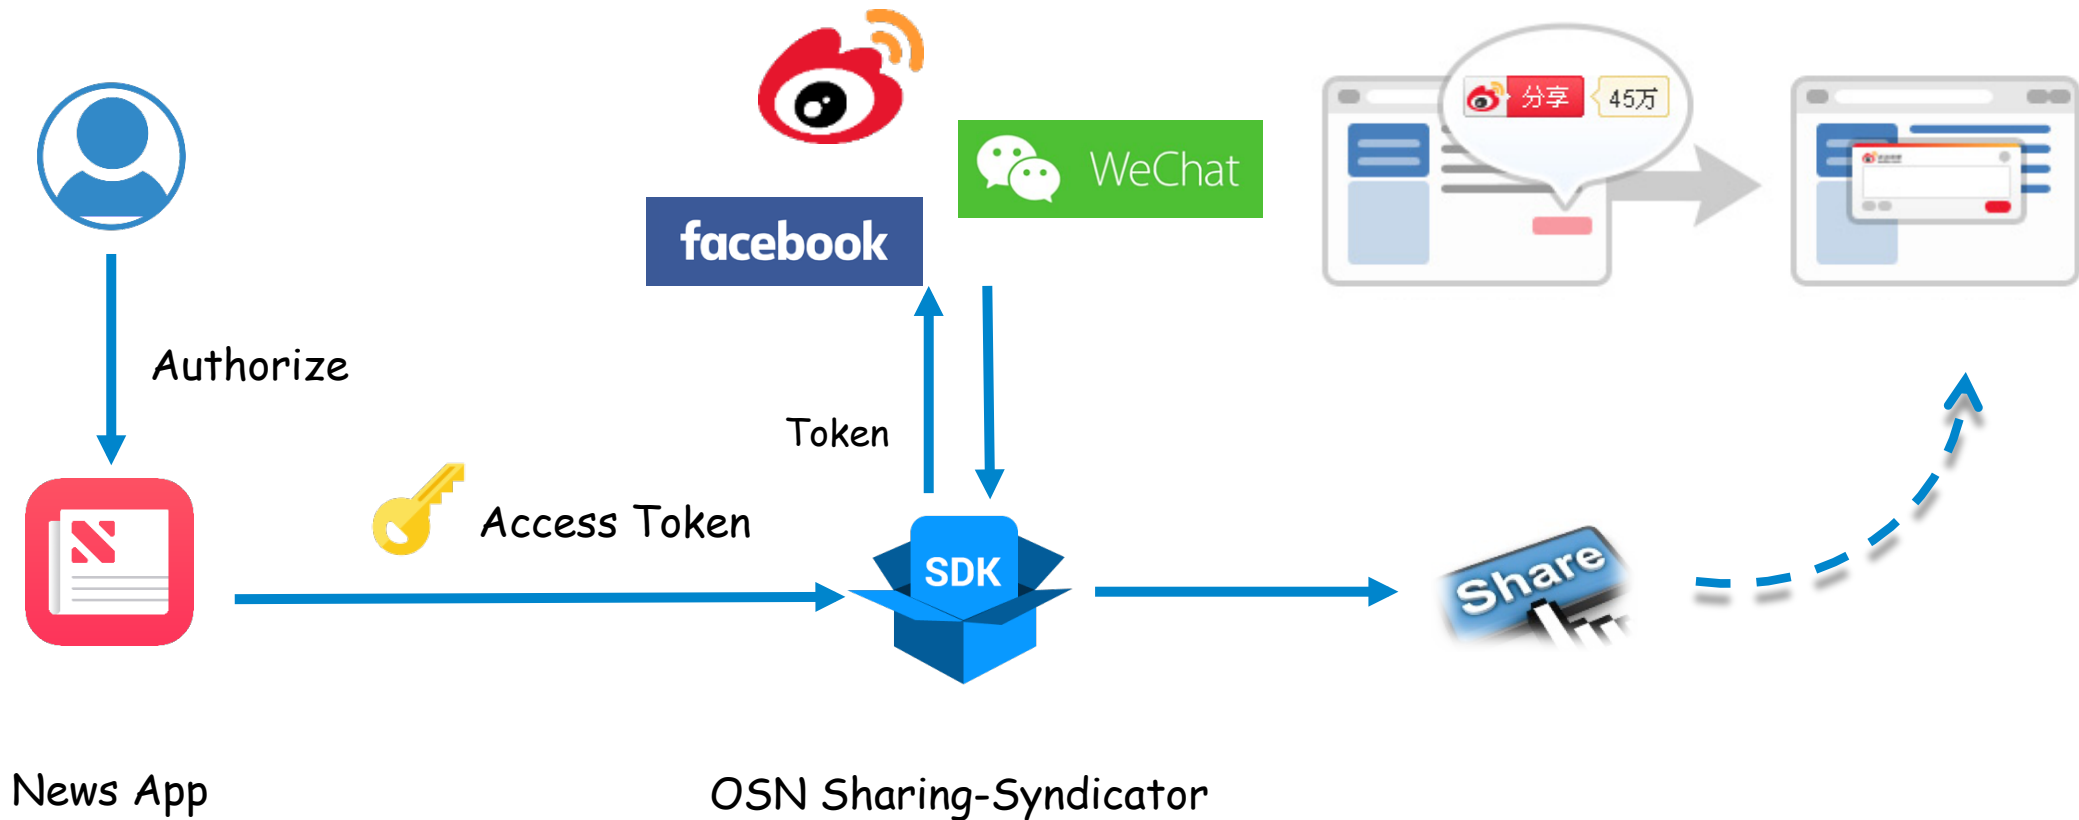 分享
45万
WeChat
facebook
Authorize
Token
Access Token
SDK
Share
News App
OSN Sharing-Syndicator